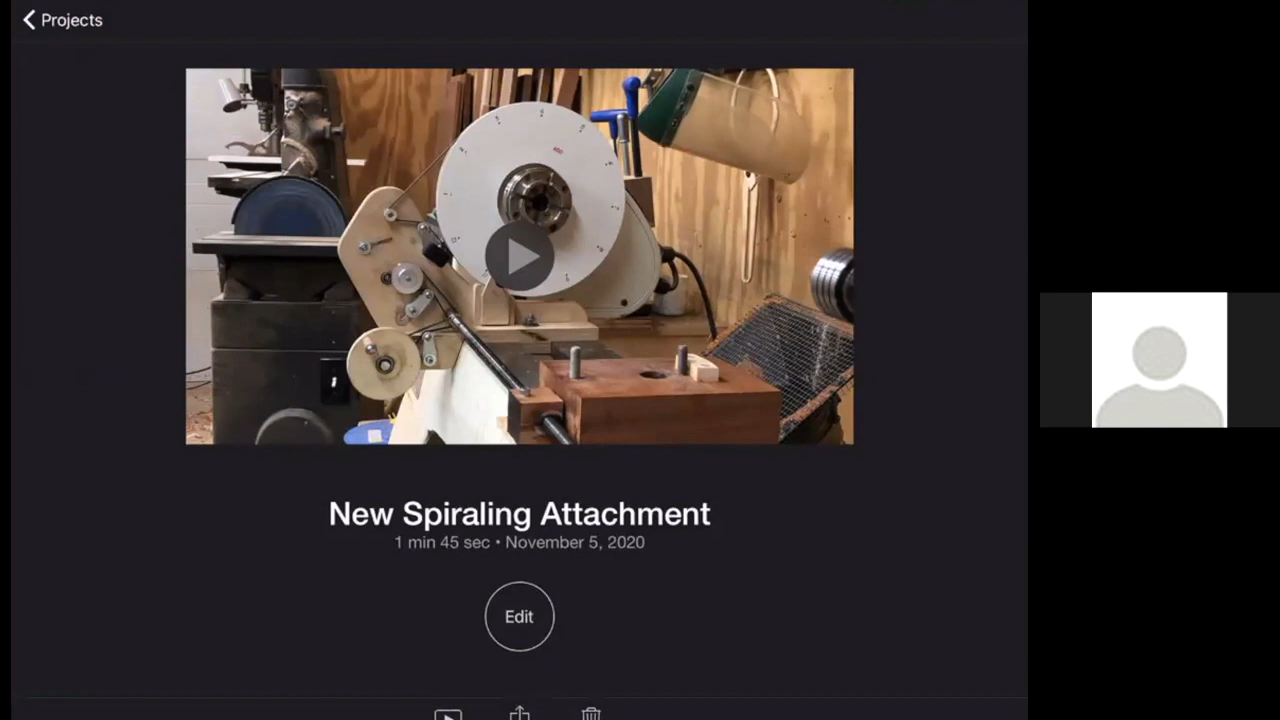 Projects
New Spiraling Attachment
1 min 45 sec • November 5, 2020
Edit